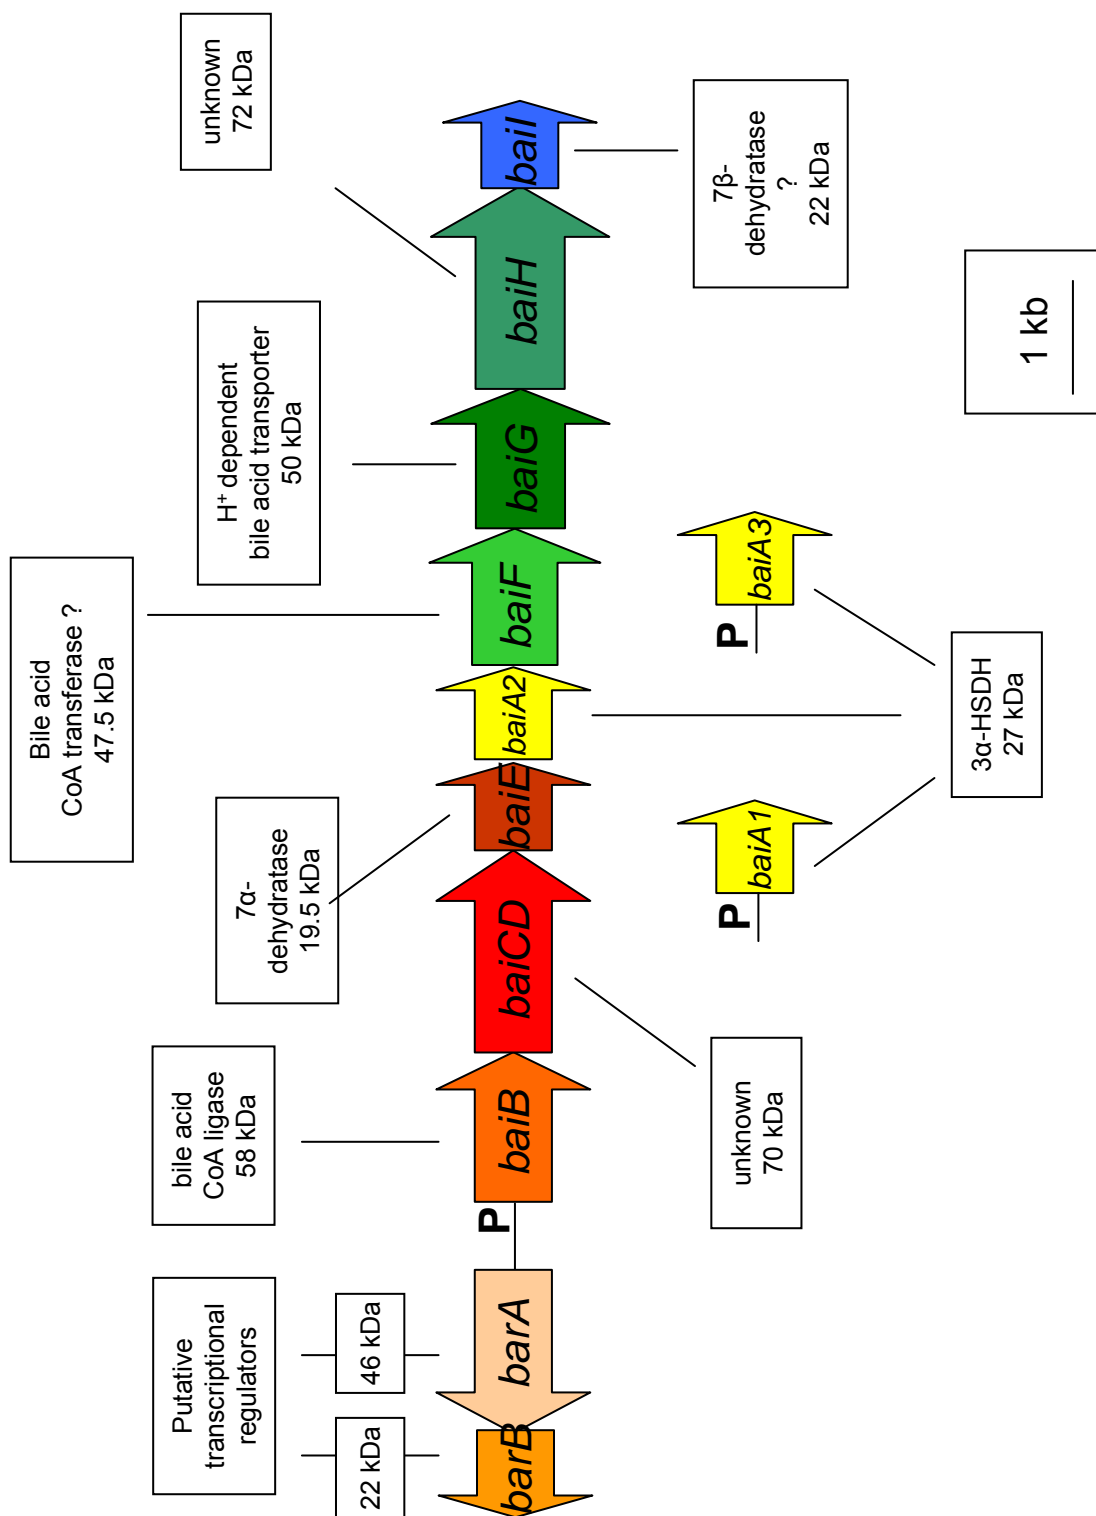 Putative
transcriptional
regulators
22 kDa
46 kDa
bile acid
CoA ligase
58 kDa
7α-
dehydratase
19.5 kDa
Bile acid
CoA transferase ?
47.5 kDa
H⁺ dependent
bile acid transporter
50 kDa
unknown
72 kDa
barB
barA
P
baiB
baiCD
baiE
baiA2
baiF
baiG
baiH
baiI
unknown
70 kDa
P
baiA1
P
baiA3
7β-
dehydratase
?
22 kDa
3α-HSDH
27 kDa
1 kb